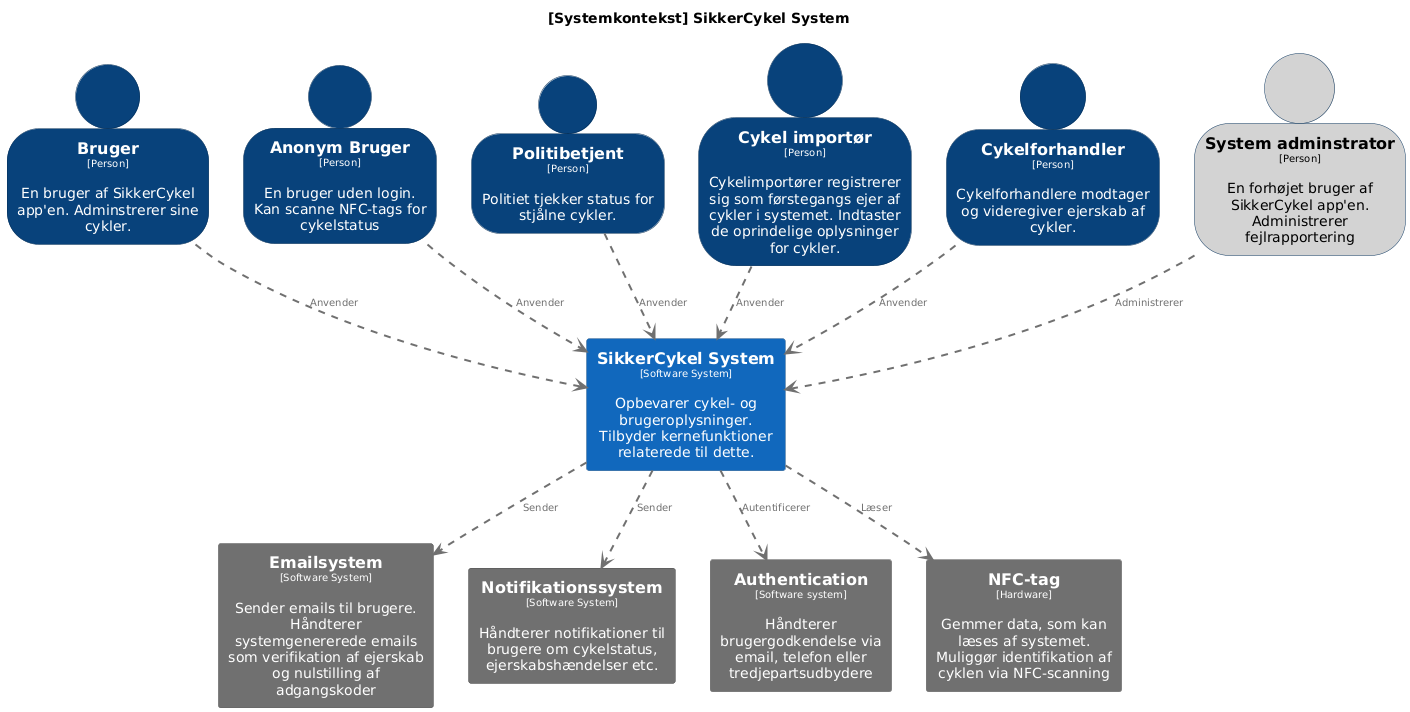 [Systemkontekst] SikkerCykel System
Bruger
[Person]
En bruger af SikkerCykel
app'en. Adminstrerer sine
cykler.
Anonym Bruger
[Person]
En bruger uden login.
Kan scanne NFC-tags for
cykelstatus
Politibetjent
[Person]
Politiet tjekker status for
stjålne cykler.
Cykel importør
[Person]
Cykelimportører registrerer
sig som førstegangs ejer af
cykler i systemet. Indtaster
de oprindelige oplysninger
for cykler.
Cykelforhandler
[Person]
Cykelforhandlere modtager
og videregiver ejerskab af
cykler.
System adminstrator
[Person]
En forhøjet bruger af
SikkerCykel app'en.
Administrerer
fejlrapportering
Anvender
Anvender
Anvender
Anvender
Anvender
Administrerer
SikkerCykel System
[Software System]
Opbevarer cykel- og
brugeroplysninger.
Tilbyder kernefunktioner
relaterede til dette.
Sender
Sender
Autentificerer
Læser
Emailsystem
[Software System]
Sender emails til brugere.
Håndterer
systemgenererede emails
som verifikation af ejerskab
og nulstilling af
adgangskoder
Notifikationssystem
[Software System]
Håndterer notifikationer til
brugere om cykelstatus,
ejerskabshændelser etc.
Authentication
[Software system]
Håndterer
brugergodkendelse via
email, telefon eller
tredjepartsudbydere
NFC-tag
[Hardware]
Gemmer data, som kan
læses af systemet.
Muliggør identifikation af
cyklen via NFC-scanning